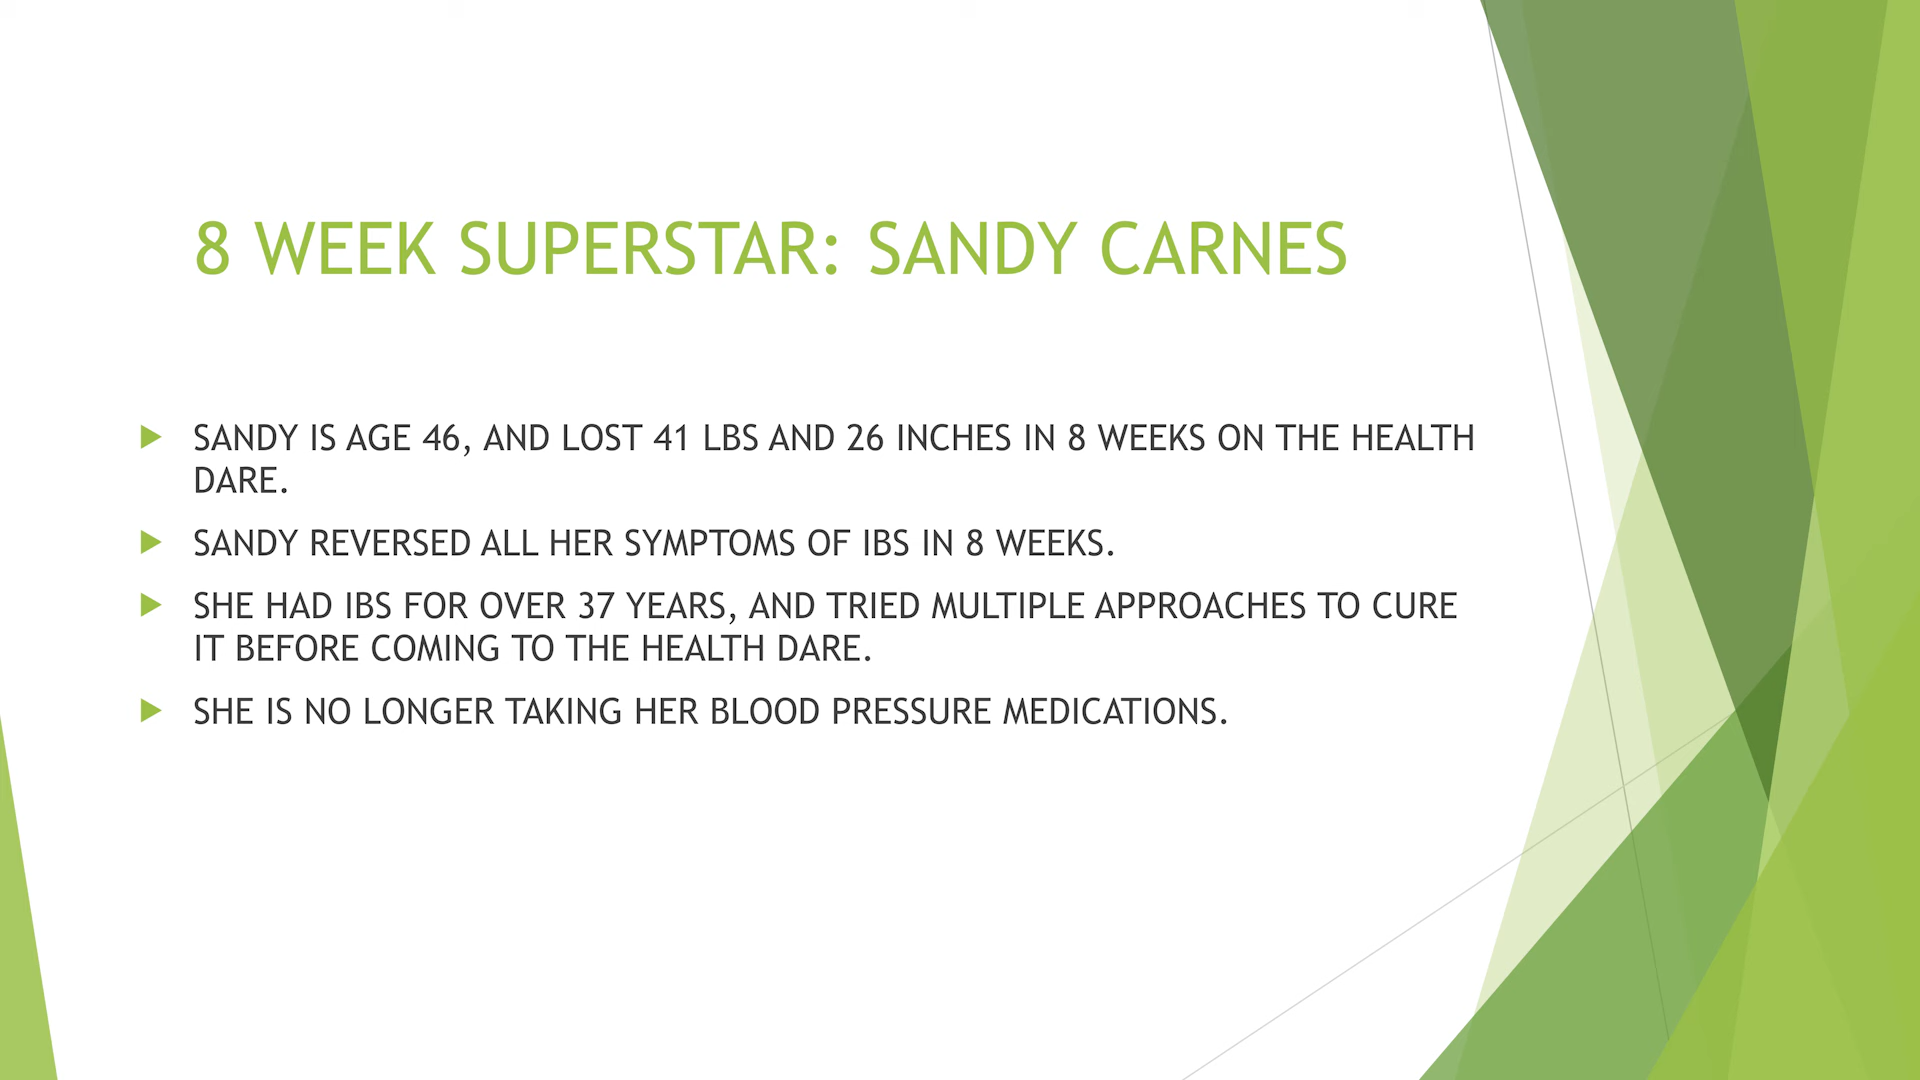 8 WEEK SUPERSTAR: SANDY CARNES
SANDY IS AGE 46, AND LOST 41 LBS AND 26 INCHES IN 8 WEEKS ON THE HEALTH
DARE.
SANDY REVERSED ALL HER SYMPTOMS OF IBS IN 8 WEEKS.
SHE HAD IBS FOR OVER 37 YEARS, AND TRIED MULTIPLE APPROACHES TO CURE
IT BEFORE COMING TO THE HEALTH DARE.
SHE IS NO LONGER TAKING HER BLOOD PRESSURE MEDICATIONS.